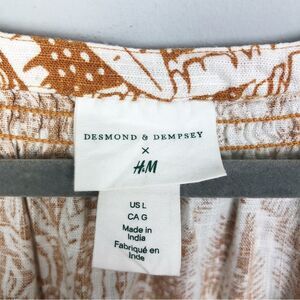 DESMOND & DEMPSEY
×
H&M
US L
CA G
Made in
India
Fabriqué en
Inde